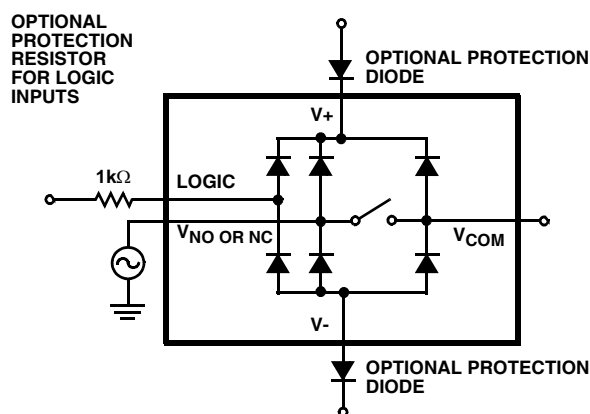 OPTIONAL
PROTECTION
RESISTOR
FOR LOGIC
INPUTS
OPTIONAL PROTECTION
DIODE
V+
1kΩ
LOGIC
VNO OR NC
VCOM
V-
OPTIONAL PROTECTION
DIODE